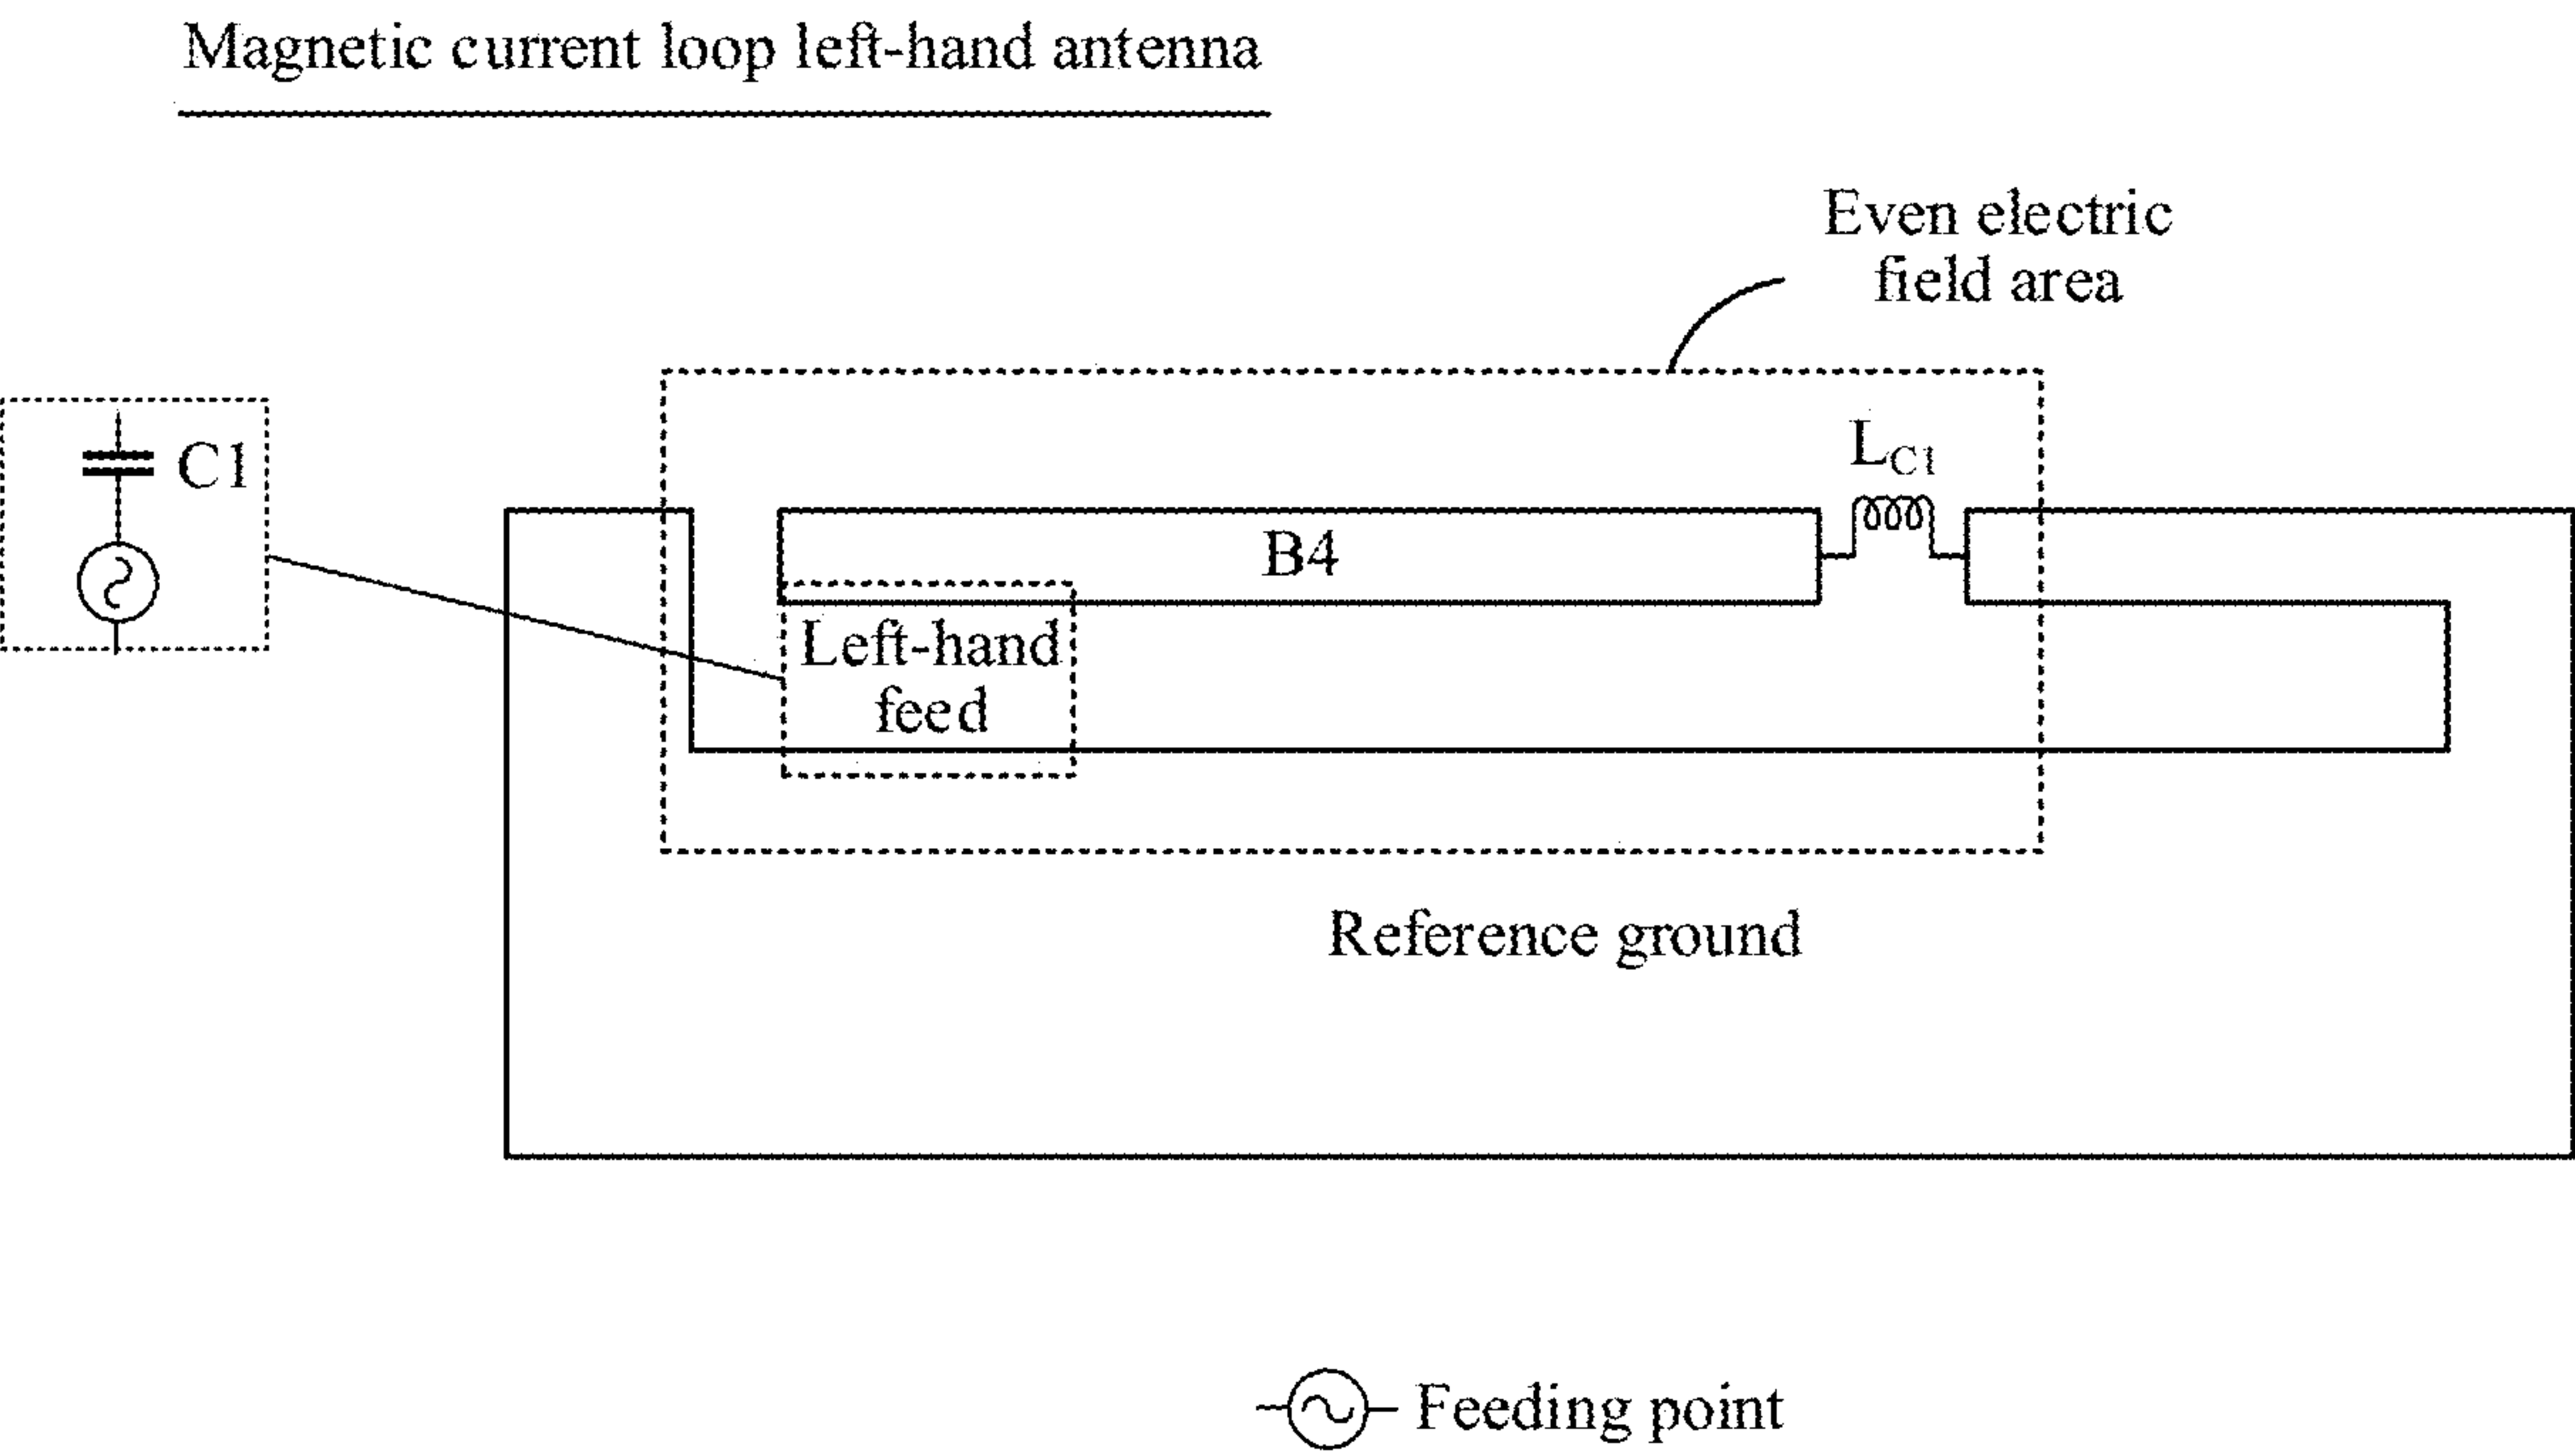 Magnetic current loop left-hand antenna
Even electric
field area
C1
L_C1
B4
Left-hand
feed
Reference ground
Feeding point